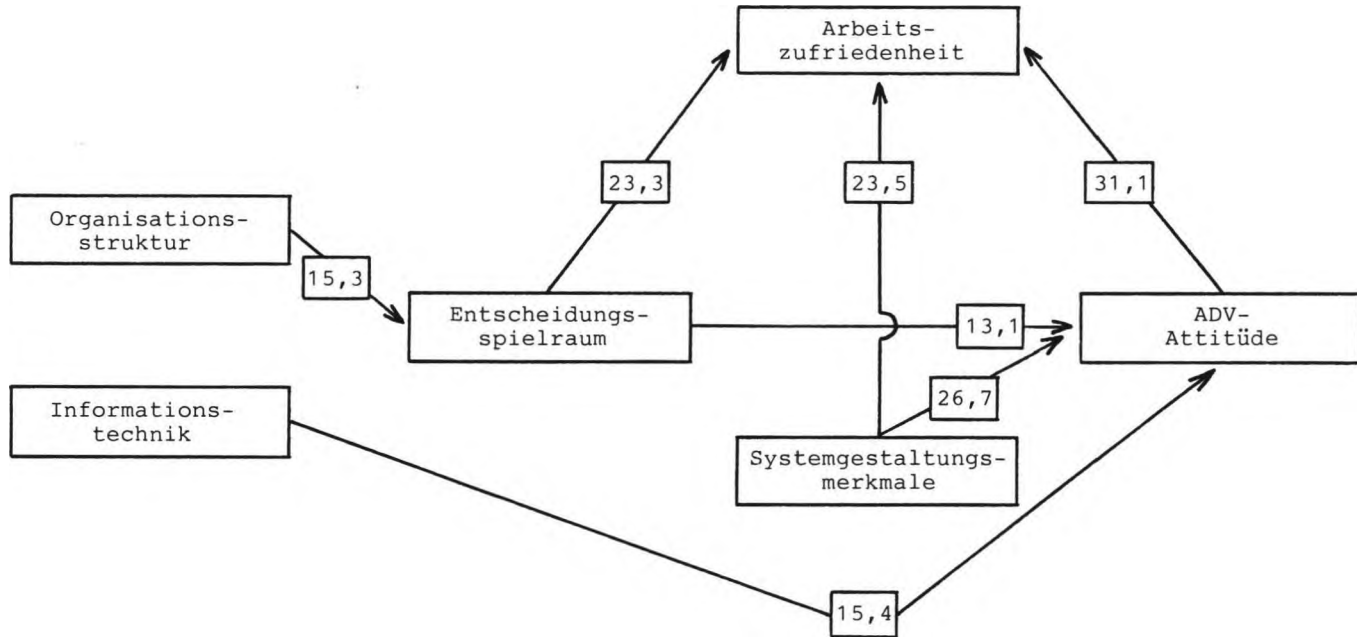 Arbeits-
zufriedenheit
23,3
23,5
31,1
Organisations-
struktur
15,3
Entscheidungs-
spielraum
13,1
ADV-
Attitüde
Informations-
technik
26,7
Systemgestaltungs-
merkmale
15,4